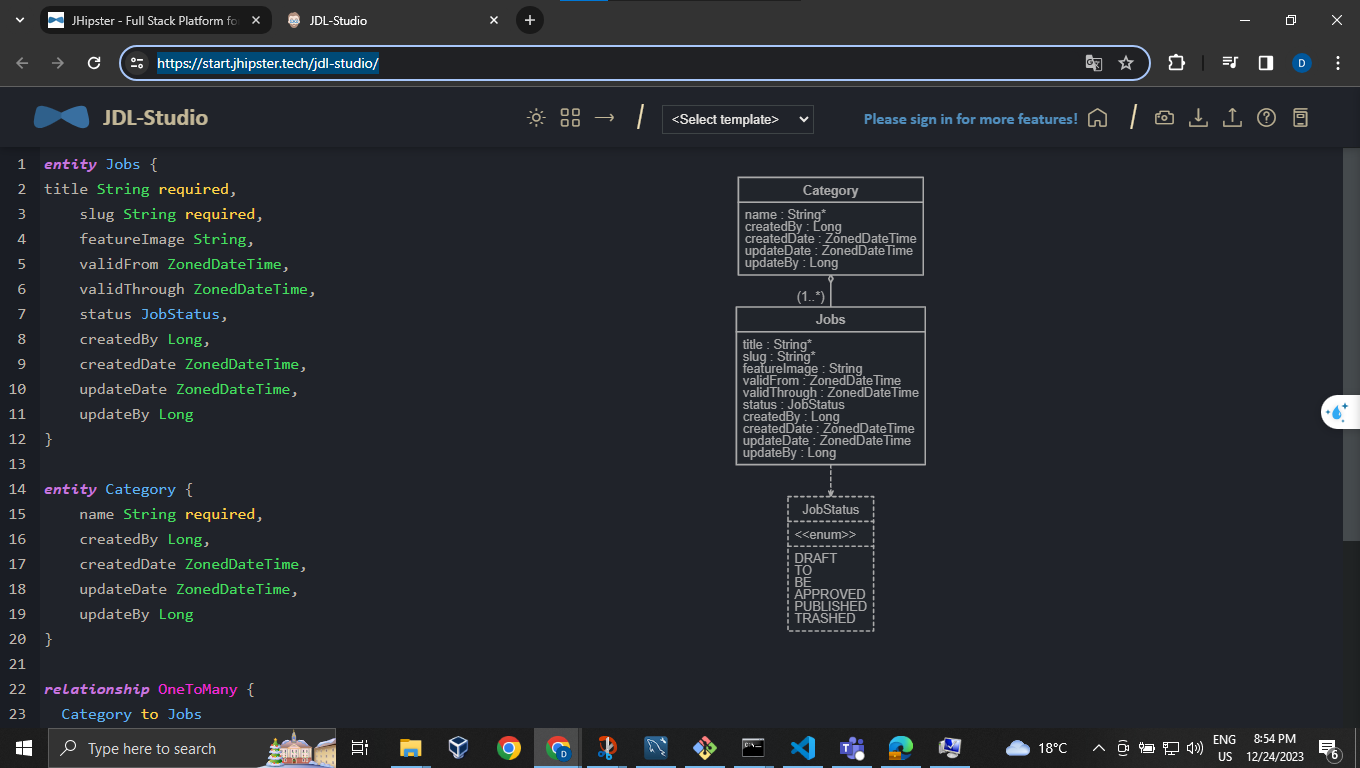 JHipster - Full Stack Platform for
JDL-Studio
https://start.jhipster.tech/jdl-studio/
D
JDL-Studio
<Select template>
Please sign in for more features!
1 entity Jobs {
2 title String required,
3 slug String required,
4 featureImage String,
5 validFrom ZonedDateTime,
6 validThrough ZonedDateTime,
7 status JobStatus,
8 createdBy Long,
9 createdDate ZonedDateTime,
10 updateDate ZonedDateTime,
11 updateBy Long
12 }
13
14 entity Category {
15 name String required,
16 createdBy Long,
17 createdDate ZonedDateTime,
18 updateDate ZonedDateTime,
19 updateBy Long
20 }
21
22 relationship OneToMany {
23 Category to Jobs
Category
name : String*
createdBy : Long
createdDate : ZonedDateTime
updateDate : ZonedDateTime
updateBy : Long
(1..*)
Jobs
title : String*
slug : String*
featureImage : String
validFrom : ZonedDateTime
validThrough : ZonedDateTime
status : JobStatus
createdBy : Long
createdDate : ZonedDateTime
updateDate : ZonedDateTime
updateBy : Long
JobStatus
<<enum>>
DRAFT
TO
BE
APPROVED
PUBLISHED
TRASHED
Type here to search
D
18°C
ENG
US
8:54 PM
12/24/2023
6